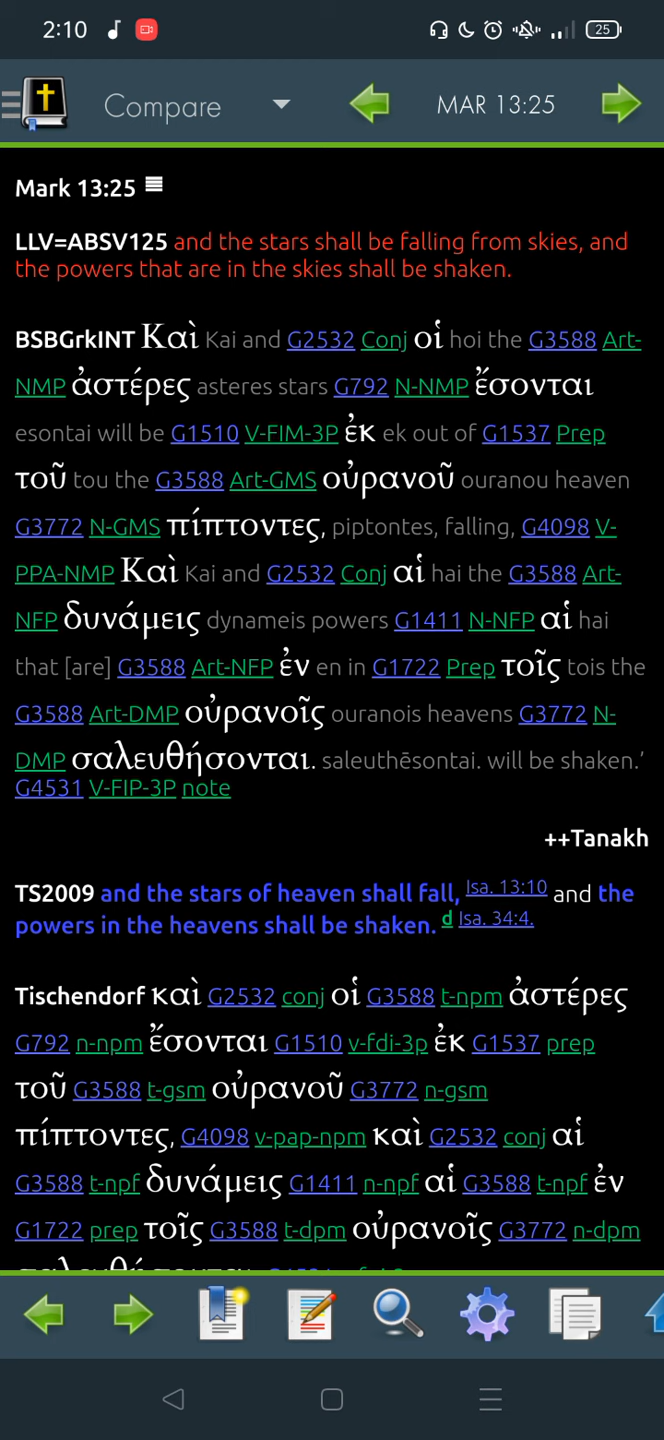 2:10 25
Compare MAR 13:25
Mark 13:25
LLV=ABSV125 and the stars shall be falling from skies, and
the powers that are in the skies shall be shaken.
BSBGrkINT Καὶ Kai and G2532 Conj οἱ hoi the G3588 Art-
NMP ἀστέρες asteres stars G792 N-NMP ἔσονται
esontai will be G1510 V-FIM-3P ἐκ ek out of G1537 Prep
τοῦ tou the G3588 Art-GMS οὐρανοῦ ouranou heaven
G3772 N-GMS πίπτοντες, piptontes, falling, G4098 V-
PPA-NMP Καὶ Kai and G2532 Conj αἱ hai the G3588 Art-
NFP δυνάμεις dynameis powers G1411 N-NFP αἱ hai
that [are] G3588 Art-NFP ἐν en in G1722 Prep τοῖς tois the
G3588 Art-DMP οὐρανοῖς ouranois heavens G3772 N-
DMP σαλευθήσονται. saleuthēsontai. will be shaken.’
G4531 V-FIP-3P note
++Tanakh
TS2009 and the stars of heaven shall fall, Isa. 13:10 and the
powers in the heavens shall be shaken. d Isa. 34:4.
Tischendorf καὶ G2532 conj οἱ G3588 t-npm ἀστέρες
G792 n-npm ἔσονται G1510 v-fdi-3p ἐκ G1537 prep
τοῦ G3588 t-gsm οὐρανοῦ G3772 n-gsm
πίπτοντες, G4098 v-pap-npm καὶ G2532 conj αἱ
G3588 t-npf δυνάμεις G1411 n-npf αἱ G3588 t-npf ἐν
G1722 prep τοῖς G3588 t-dpm οὐρανοῖς G3772 n-dpm